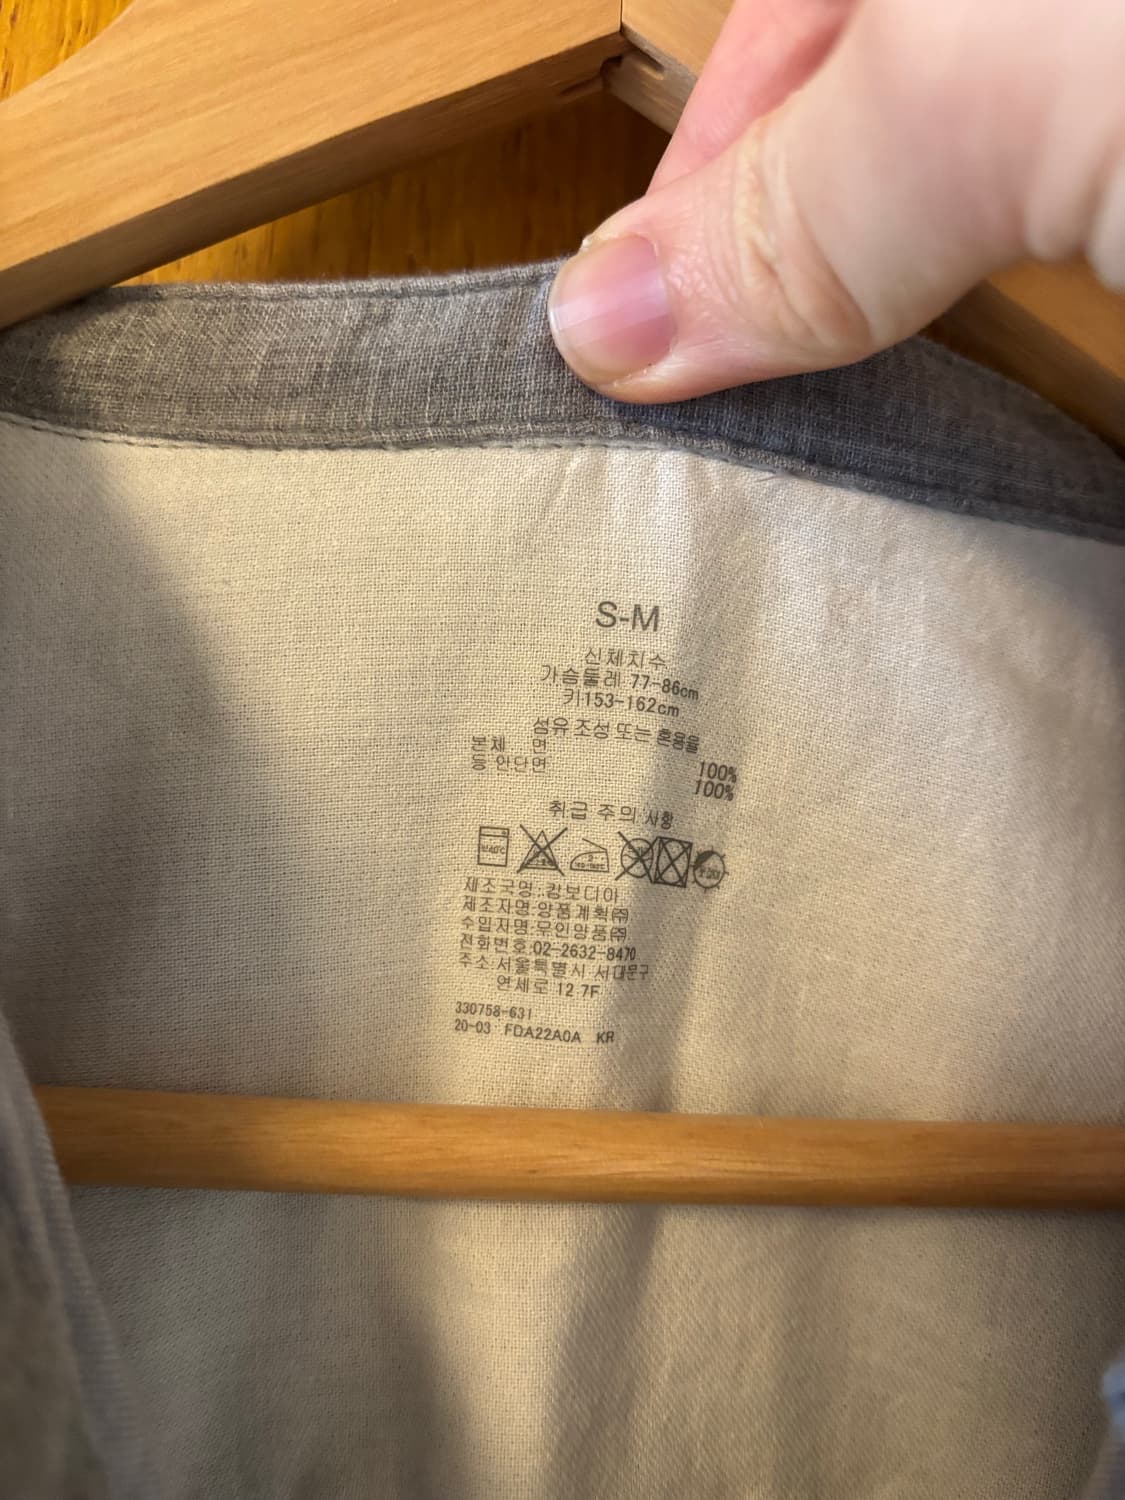 S-M
신체치수
가슴둘레 77-86cm
키153-162cm
섬유 조성 또는 혼용율
본체 면 100%
등 안단면 100%
취급 주의 사항
제조국명:캄보디아
제조자명:양품계획㈜
수입자명:무인양품㈜
전화번호:02-2632-8470
주소:서울특별시 서대문구
연세로 12 7F
330758-631
20-03 FDA22A0A KR